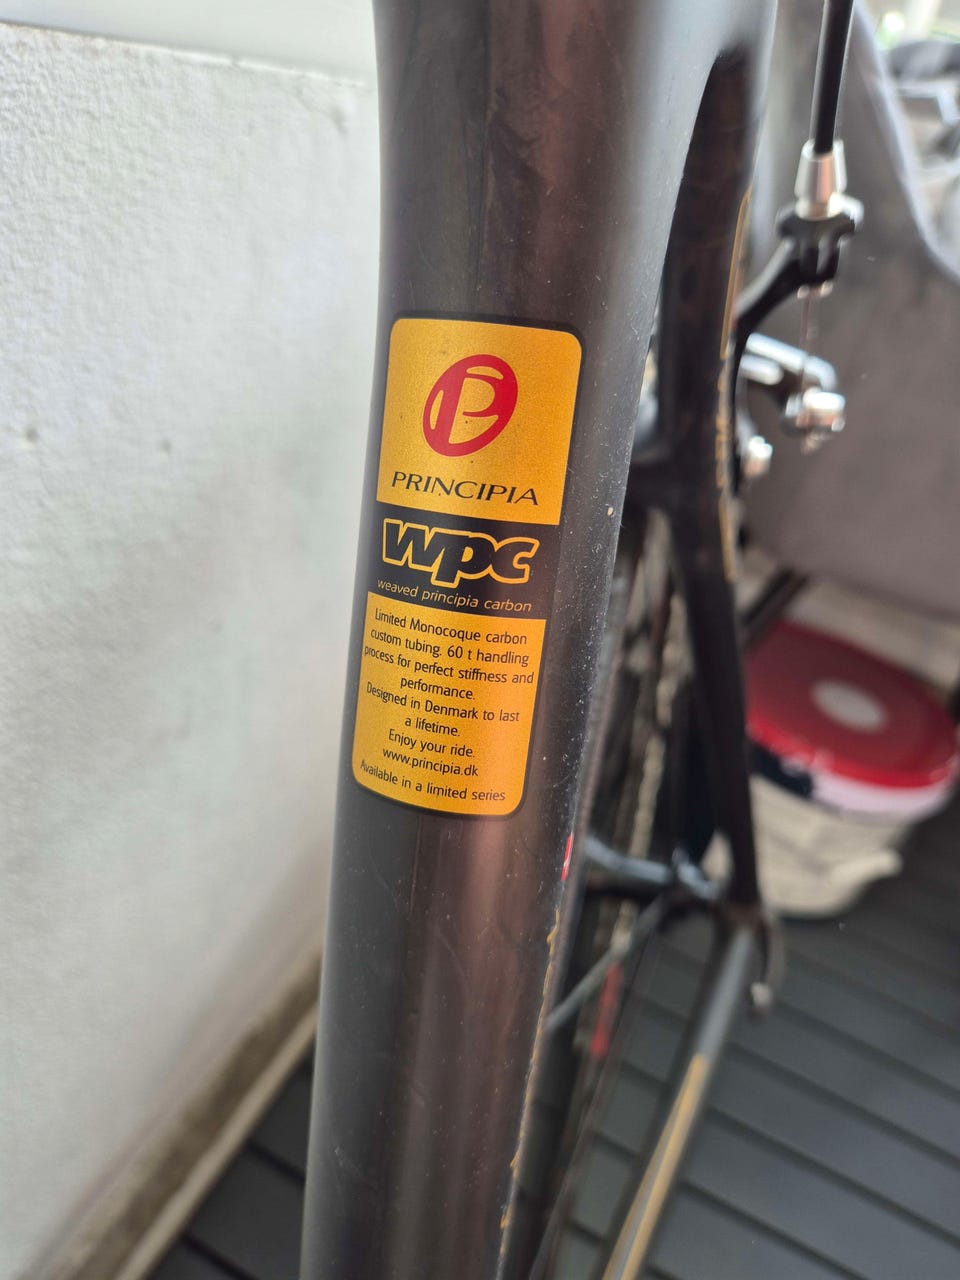 P
PRINCIPIA
wpc
weaved principia carbon
Limited Monocoque carbon
custom tubing. 60 t handling
process for perfect stiffness and
performance.
Designed in Denmark to last
a lifetime.
Enjoy your ride.
www.principia.dk
Available in a limited series